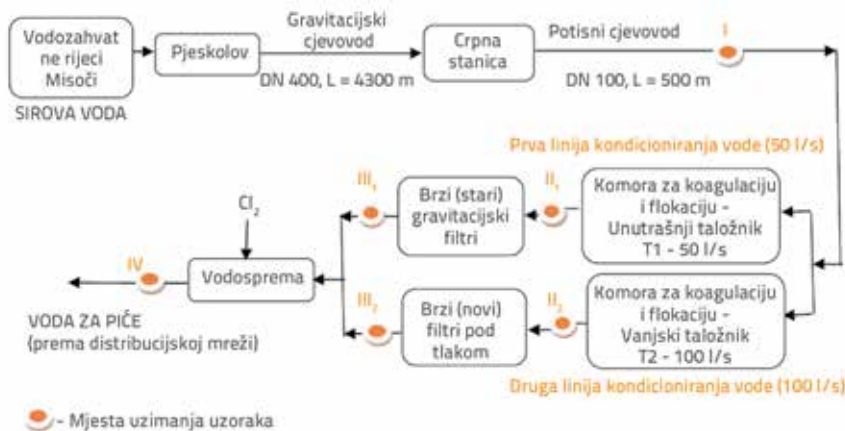 Vodozahvat
ne rijeci
Misoči
SIROVA VODA
Pjeskolov
Gravitacijski
cjevovod
DN 400, L = 4300 m
Crpna
stanica
Potisni cjevovod
DN 100, L = 500 m
I
Prva linija kondicioniranja vode (50 l/s)
Komora za koagulaciju
i flokaciju -
Unutrašnji taložnik
T1 - 50 l/s
II1
Brzi (stari)
gravitacijski
filtri
III1
Cl2
Vodosprema
IV
VODA ZA PIĆE
(prema distribucijskoj mreži)
III2
Brzi (novi)
filtri pod
tlakom
II2
Komora za koagulaciju
i flokaciju -
Vanjski taložnik
T2 - 100 l/s
Druga linija kondicioniranja vode (100 l/s)
- Mjesta uzimanja uzoraka